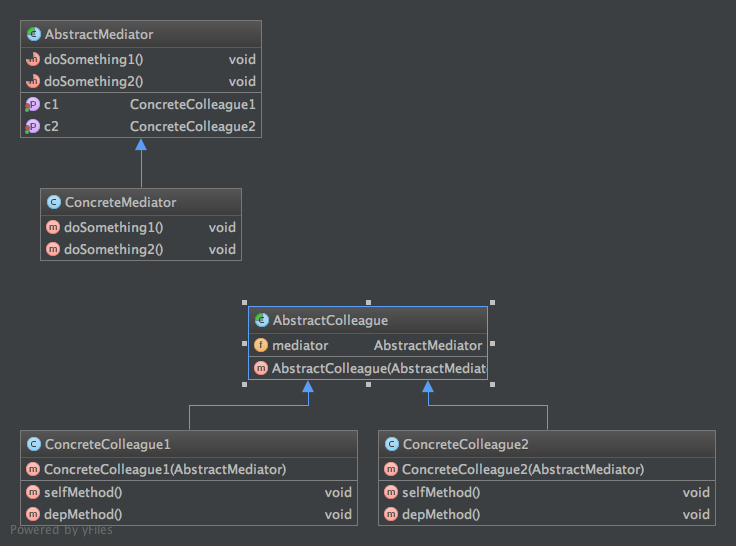 AbstractMediator
doSomething1() void
doSomething2() void
c1 ConcreteColleague1
c2 ConcreteColleague2
ConcreteMediator
doSomething1() void
doSomething2() void
AbstractColleague
mediator AbstractMediator
AbstractColleague(AbstractMediat
ConcreteColleague1
ConcreteColleague1(AbstractMediator)
selfMethod() void
depMethod() void
ConcreteColleague2
ConcreteColleague2(AbstractMediator)
selfMethod() void
depMethod() void
Powered by yFiles